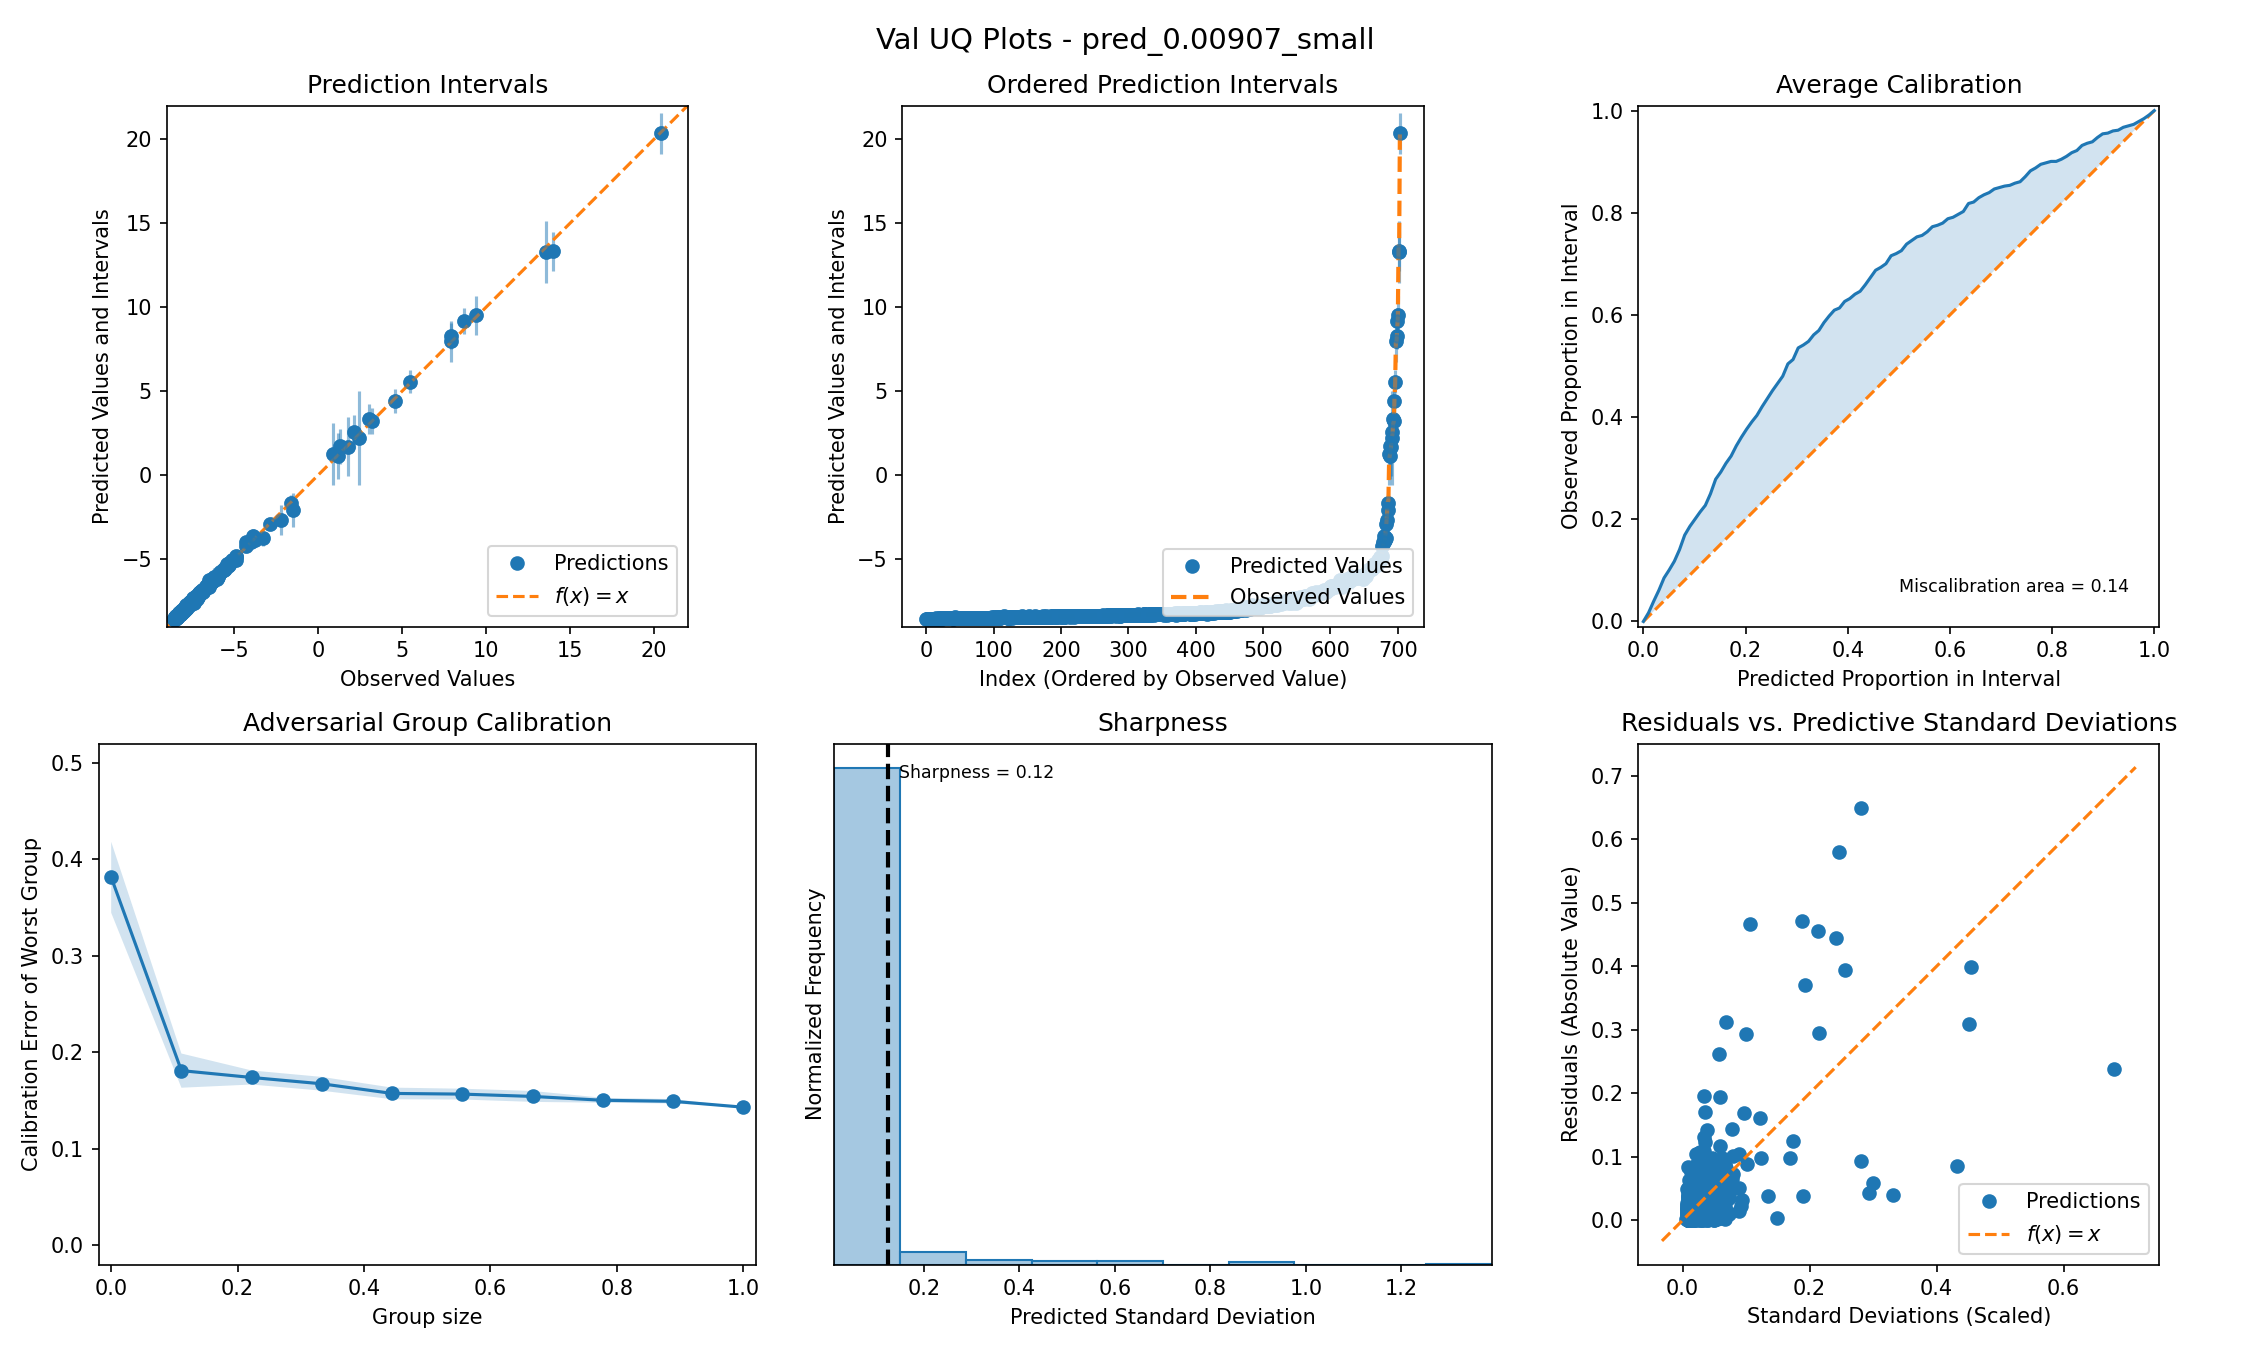 Val UQ Plots - pred_0.00907_small
Prediction Intervals
Predicted Values and Intervals
20
15
10
5
0
−5
−5
0
5
10
15
20
Observed Values
Predictions
f(x) = x
Ordered Prediction Intervals
Predicted Values and Intervals
20
15
10
5
0
−5
0
100
200
300
400
500
600
700
Index (Ordered by Observed Value)
Predicted Values
Observed Values
Average Calibration
Observed Proportion in Interval
1.0
0.8
0.6
0.4
0.2
0.0
0.0
0.2
0.4
0.6
0.8
1.0
Predicted Proportion in Interval
Miscalibration area = 0.14
Adversarial Group Calibration
Calibration Error of Worst Group
0.5
0.4
0.3
0.2
0.1
0.0
0.0
0.2
0.4
0.6
0.8
1.0
Group size
Sharpness
Normalized Frequency
Sharpness = 0.12
0.2
0.4
0.6
0.8
1.0
1.2
Predicted Standard Deviation
Residuals vs. Predictive Standard Deviations
Residuals (Absolute Value)
0.7
0.6
0.5
0.4
0.3
0.2
0.1
0.0
0.0
0.2
0.4
0.6
Standard Deviations (Scaled)
Predictions
f(x) = x